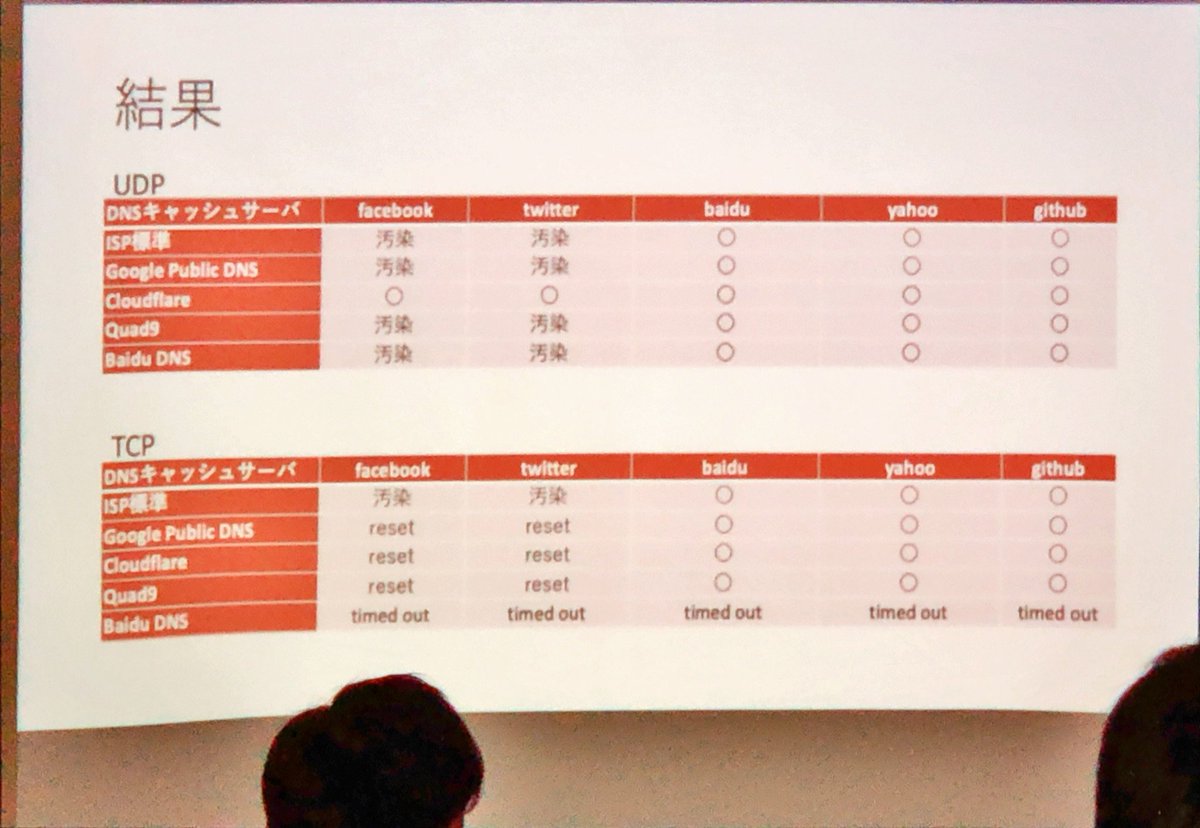 結果
UDP
DNSキャッシュサーバ facebook twitter baidu yahoo github
ISP標準 汚染 汚染 〇 〇 〇
Google Public DNS 汚染 汚染 〇 〇 〇
Cloudflare 〇 〇 〇 〇 〇
Quad9 汚染 汚染 〇 〇 〇
Baidu DNS 汚染 汚染 〇 〇 〇
TCP
DNSキャッシュサーバ facebook twitter baidu yahoo github
ISP標準 汚染 汚染 〇 〇 〇
Google Public DNS reset reset 〇 〇 〇
Cloudflare reset reset 〇 〇 〇
Quad9 reset reset 〇 〇 〇
Baidu DNS timed out timed out timed out timed out timed out